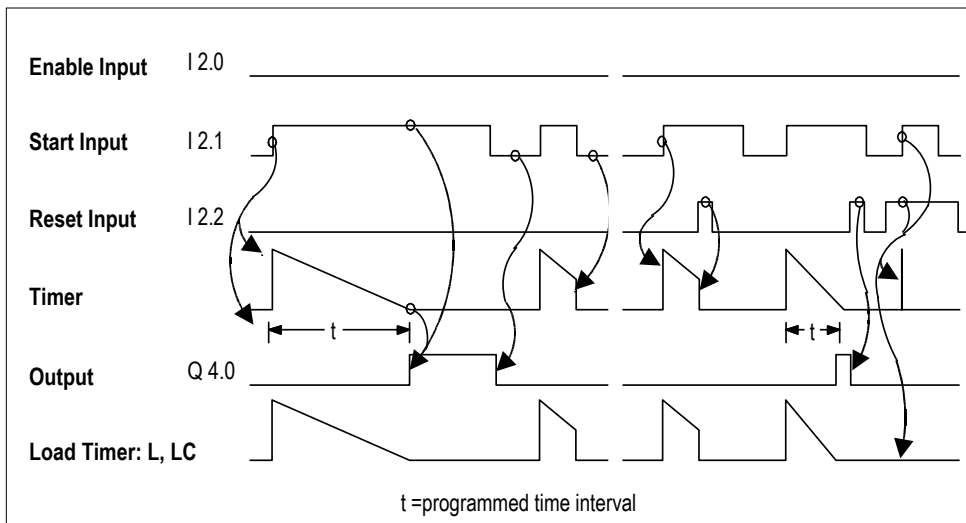 Enable Input I 2.0
Start Input I 2.1
Reset Input I 2.2
Timer
t t
Output Q 4.0
Load Timer: L, LC
t =programmed time interval